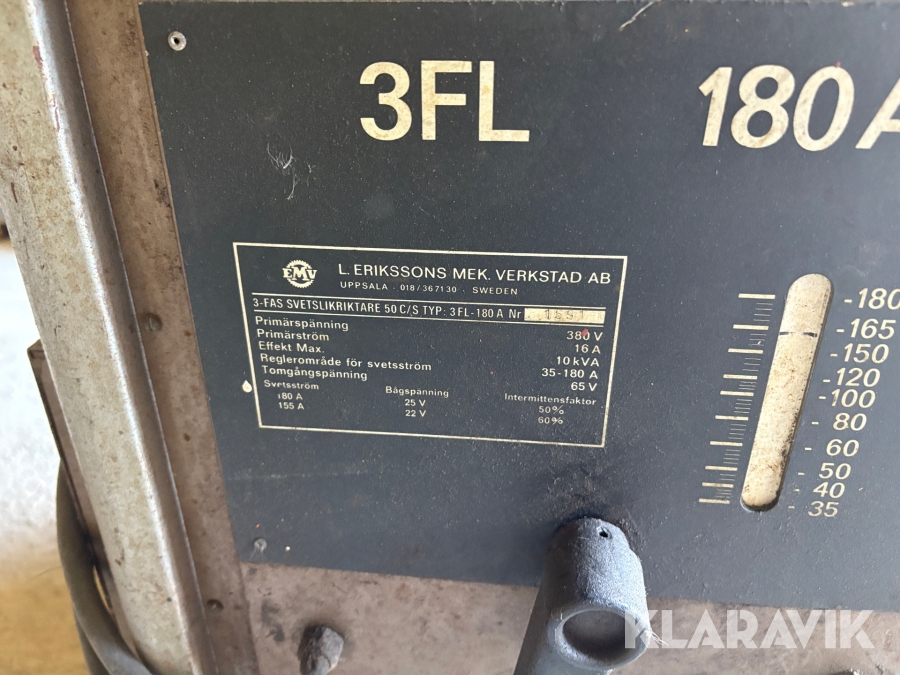 3FL 180 A
EMV
L. ERIKSSONS MEK. VERKSTAD AB
UPPSALA · 018/367130 · SWEDEN
3-FAS SVETSLIKRIKTARE 50 C/S TYP: 3FL-180 A Nr
Primärspänning 380 V
Primärström 16 A
Effekt Max. 10 kVA
Reglerområde för svetsström 35-180 A
Tomgångspänning 65 V
Svetsström Bågspänning Intermittensfaktor
180 A 25 V 50%
155 A 22 V 60%
-180
-165
-150
-120
-100
- 80
- 60
- 50
- 40
- 35
KLARAVIK